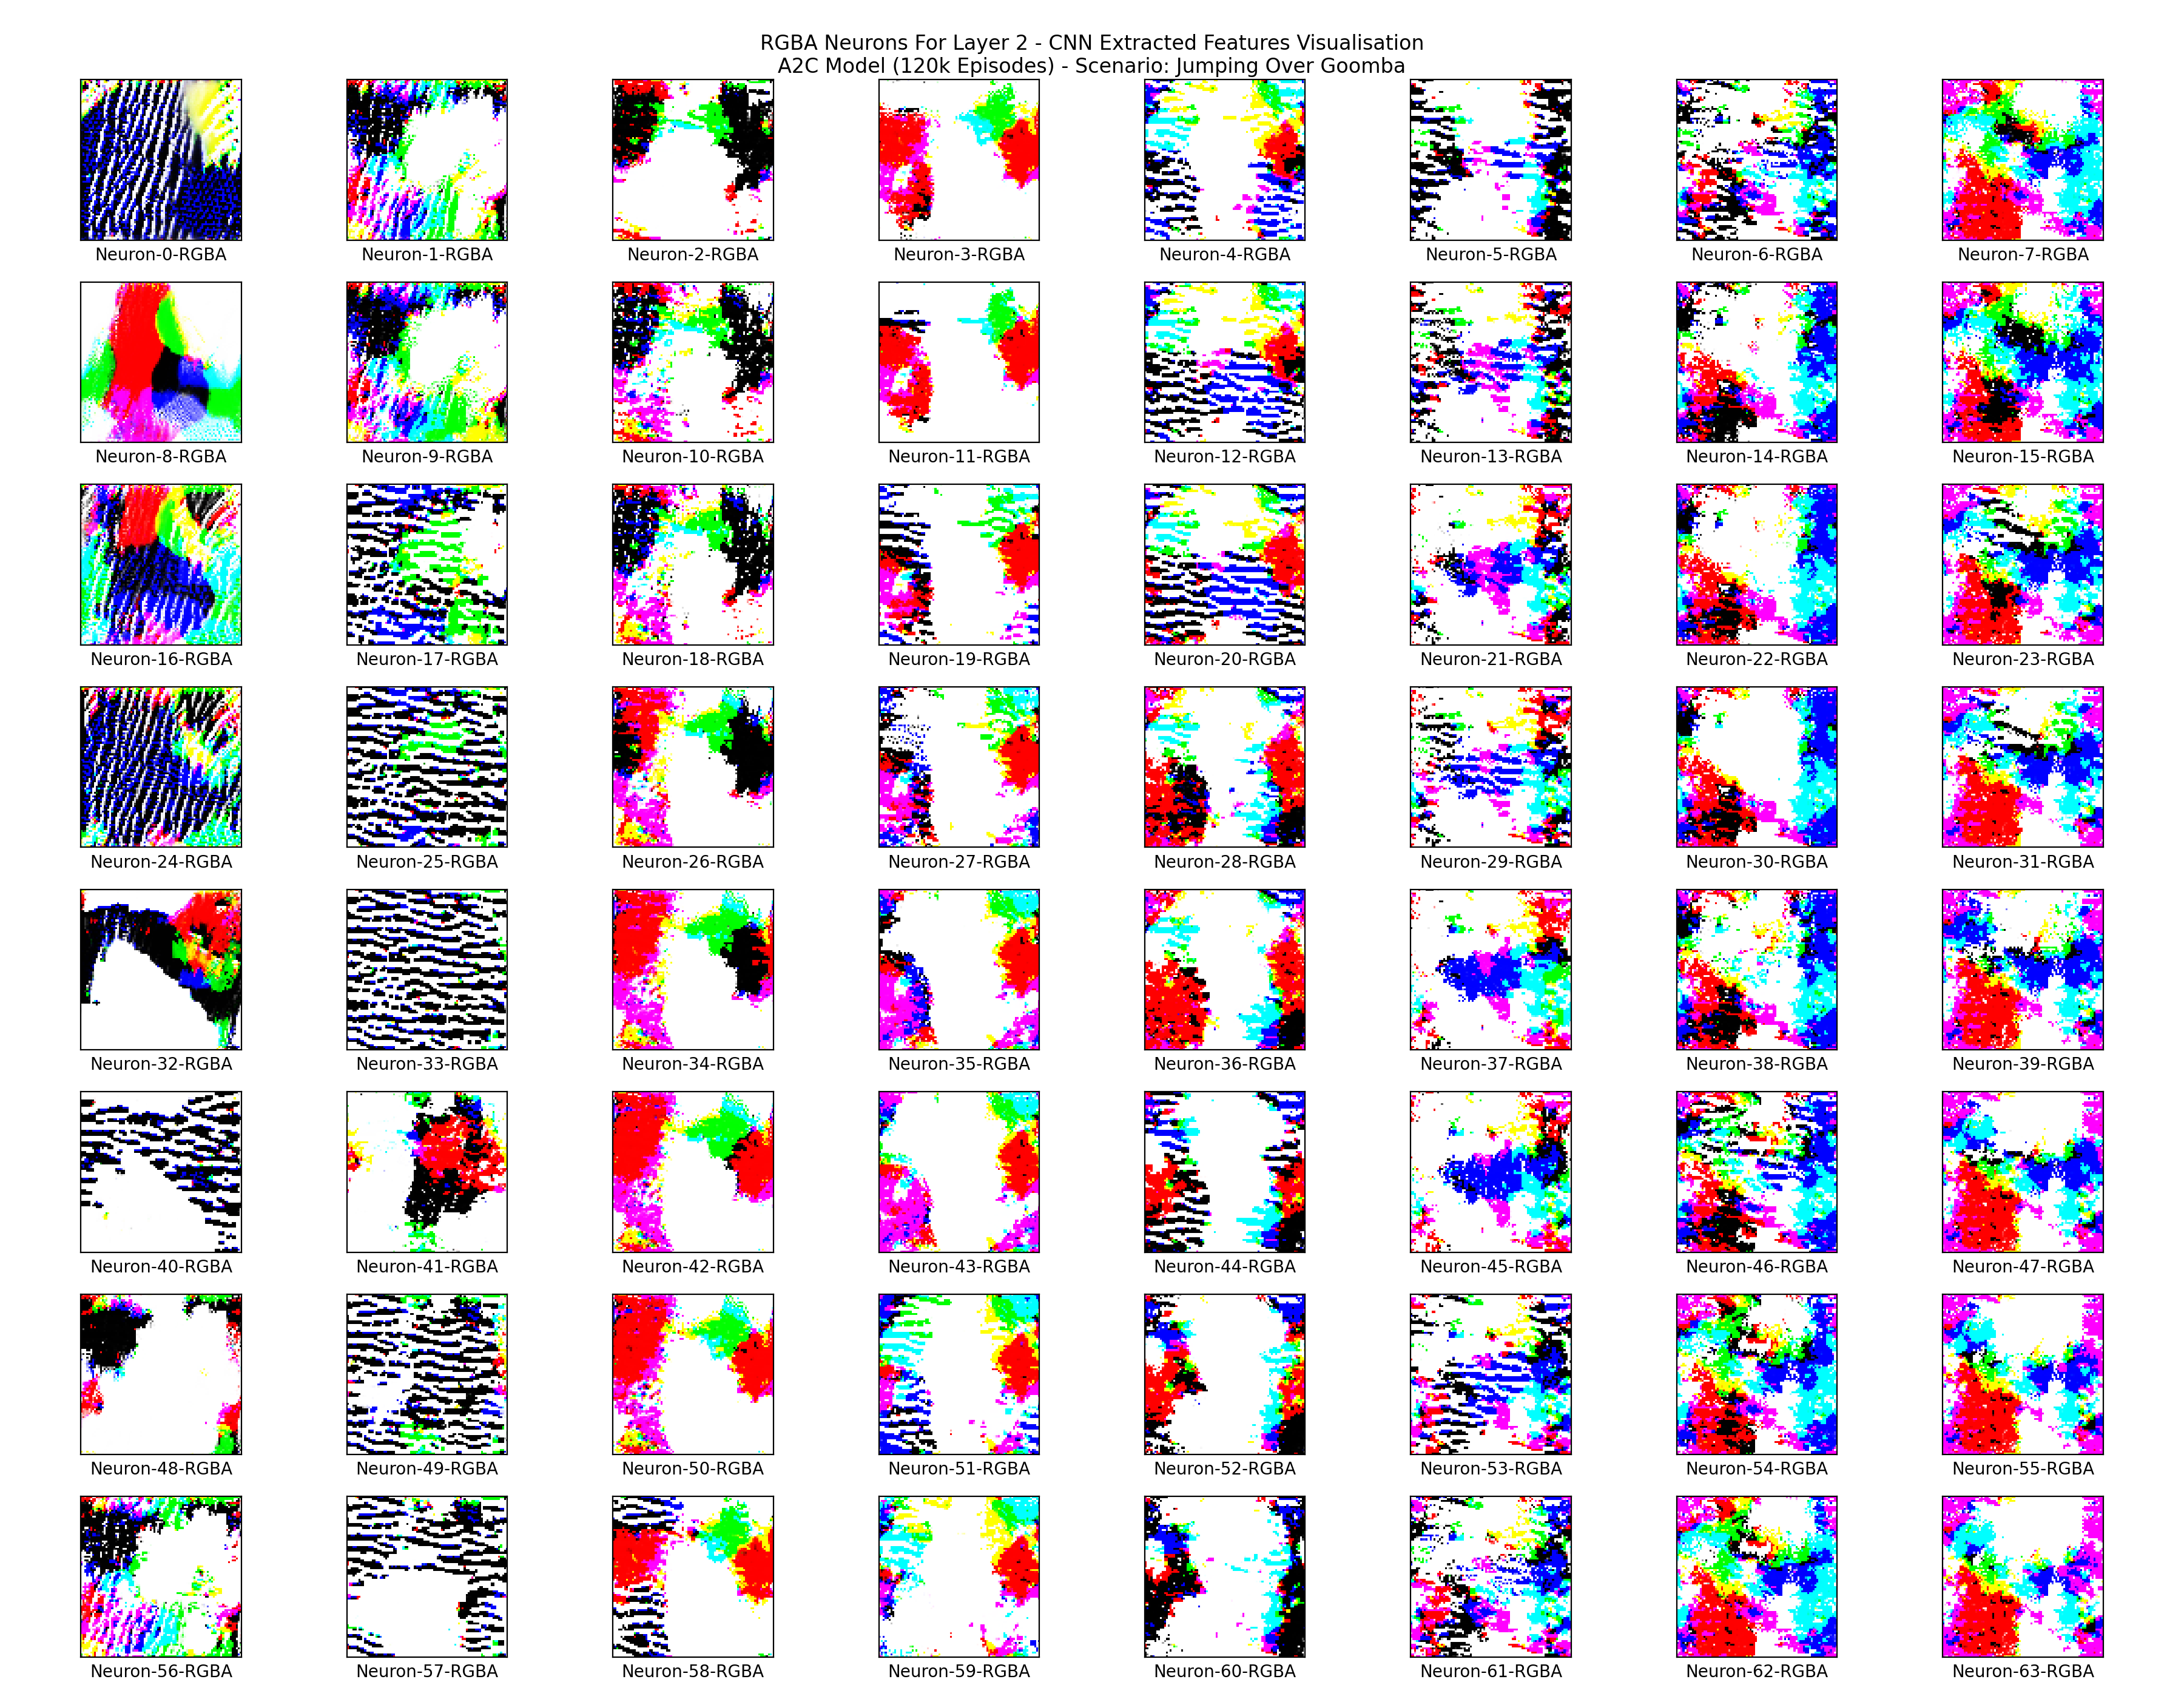 RGBA Neurons For Layer 2 - CNN Extracted Features Visualisation
A2C Model (120k Episodes) - Scenario: Jumping Over Goomba
Neuron-0-RGBA Neuron-1-RGBA Neuron-2-RGBA Neuron-3-RGBA Neuron-4-RGBA Neuron-5-RGBA Neuron-6-RGBA Neuron-7-RGBA
Neuron-8-RGBA Neuron-9-RGBA Neuron-10-RGBA Neuron-11-RGBA Neuron-12-RGBA Neuron-13-RGBA Neuron-14-RGBA Neuron-15-RGBA
Neuron-16-RGBA Neuron-17-RGBA Neuron-18-RGBA Neuron-19-RGBA Neuron-20-RGBA Neuron-21-RGBA Neuron-22-RGBA Neuron-23-RGBA
Neuron-24-RGBA Neuron-25-RGBA Neuron-26-RGBA Neuron-27-RGBA Neuron-28-RGBA Neuron-29-RGBA Neuron-30-RGBA Neuron-31-RGBA
Neuron-32-RGBA Neuron-33-RGBA Neuron-34-RGBA Neuron-35-RGBA Neuron-36-RGBA Neuron-37-RGBA Neuron-38-RGBA Neuron-39-RGBA
Neuron-40-RGBA Neuron-41-RGBA Neuron-42-RGBA Neuron-43-RGBA Neuron-44-RGBA Neuron-45-RGBA Neuron-46-RGBA Neuron-47-RGBA
Neuron-48-RGBA Neuron-49-RGBA Neuron-50-RGBA Neuron-51-RGBA Neuron-52-RGBA Neuron-53-RGBA Neuron-54-RGBA Neuron-55-RGBA
Neuron-56-RGBA Neuron-57-RGBA Neuron-58-RGBA Neuron-59-RGBA Neuron-60-RGBA Neuron-61-RGBA Neuron-62-RGBA Neuron-63-RGBA